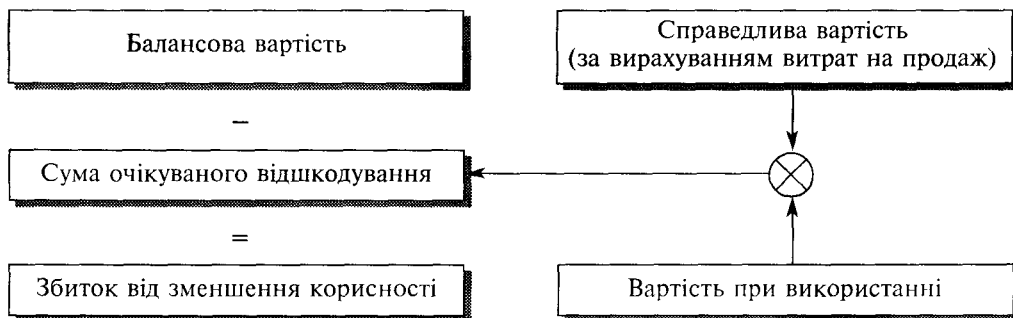 Балансова вартість
Справедлива вартість
(за вирахуванням витрат на продаж)
–
Сума очікуваного відшкодування
=
Збиток від зменшення корисності
Вартість при використанні